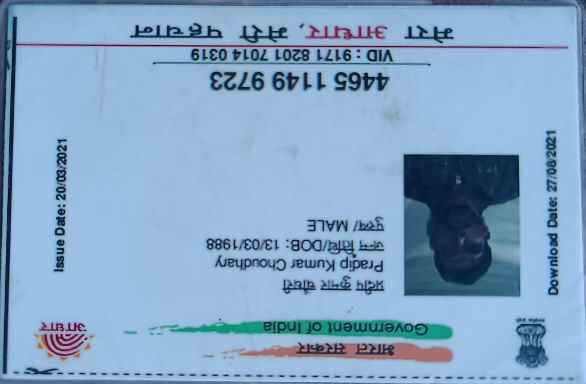 भारत सरकार
Government of India
आधार
Download Date: 27/08/2021
प्रदीप कुमार चौधरी
Pradip Kumar Choudhary
जन्म तिथि/DOB: 13/03/1988
पुरुष/ MALE
Issue Date: 20/03/2021
4465 1149 9723
VID : 9171 8201 7014 0319
मेरा आधार, मेरी पहचान